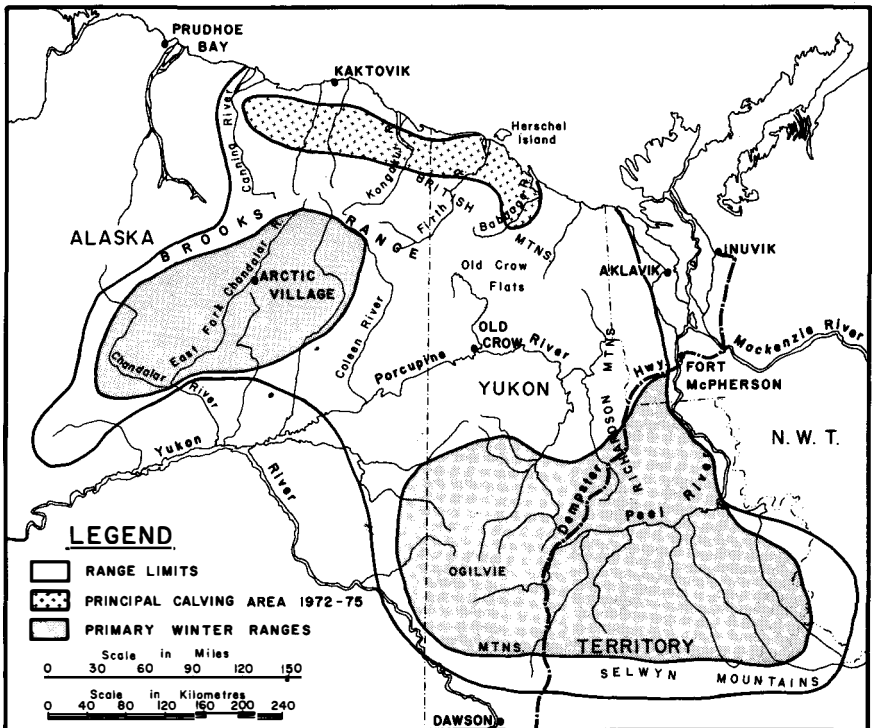 PRUDHOE
BAY
KAKTOVIK
Canning River
Herschel
Island
Kongakut R.
BRITISH
MTNS
Firth R.
Babbage R.
ALASKA
BROOKS RANGE
INUVIK
AKLAVIK
Old Crow
Flats
East Fork Chandalar R.
ARCTIC
VILLAGE
Coleen River
OLD
CROW
Porcupine River
Mackenzie River
Chandalar River
YUKON
RICHARDSON MTNS
Dempster Hwy
FORT
McPHERSON
N. W. T.
Yukon River
Peel River
OGILVIE
MTNS.
TERRITORY
SELWYN MOUNTAINS
DAWSON
LEGEND
RANGE LIMITS
PRINCIPAL CALVING AREA 1972-75
PRIMARY WINTER RANGES
Scale in Miles
0 30 60 90 120 150
Scale in Kilometres
0 40 80 120 160 200 240